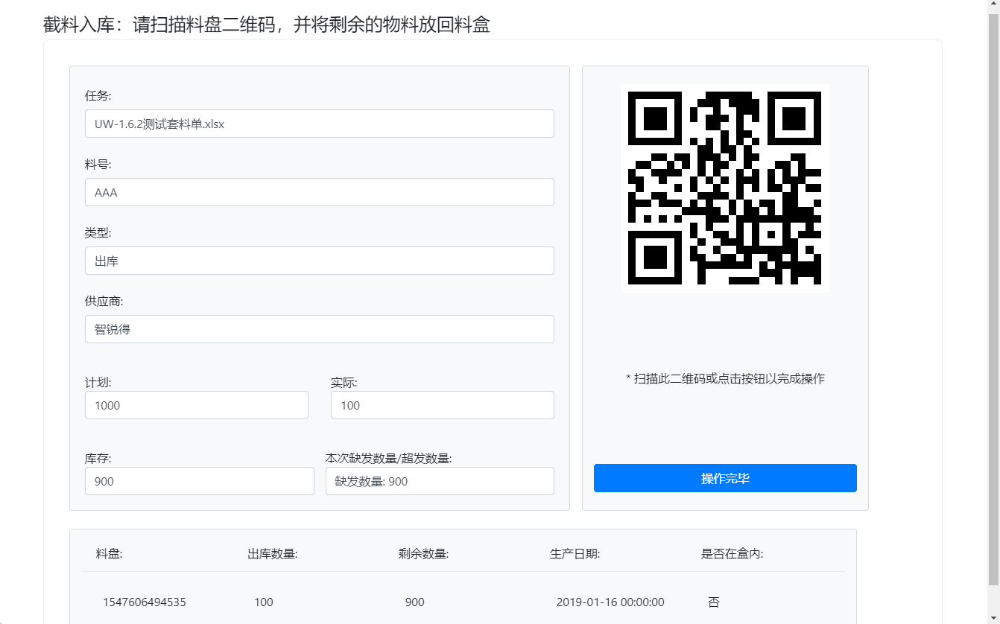 截料入库：请扫描料盘二维码，并将剩余的物料放回料盒
任务:
UW-1.6.2测试套料单.xlsx
料号:
AAA
类型:
出库
供应商:
智锐得
计划: 实际:
1000 100
库存: 本次缺发数量/超发数量:
900 缺发数量: 900
* 扫描此二维码或点击按钮以完成操作
操作完毕
料盘: 出库数量: 剩余数量: 生产日期: 是否在盒内:
1547606494535 100 900 2019-01-16 00:00:00 否